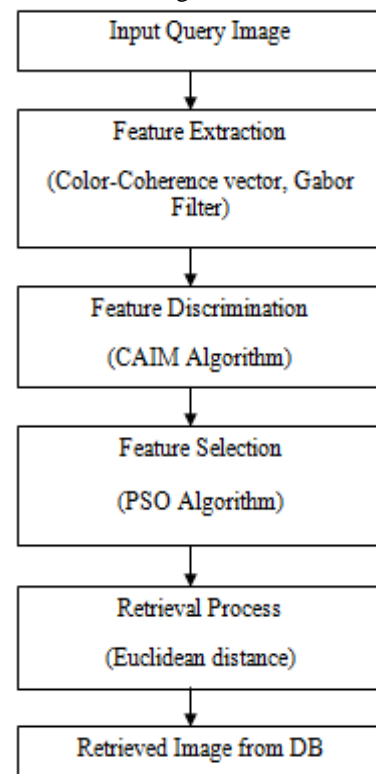 Input Query Image
Feature Extraction
(Color-Coherence vector, Gabor
Filter)
Feature Discrimination
(CAIM Algorithm)
Feature Selection
(PSO Algorithm)
Retrieval Process
(Euclidean distance)
Retrieved Image from DB